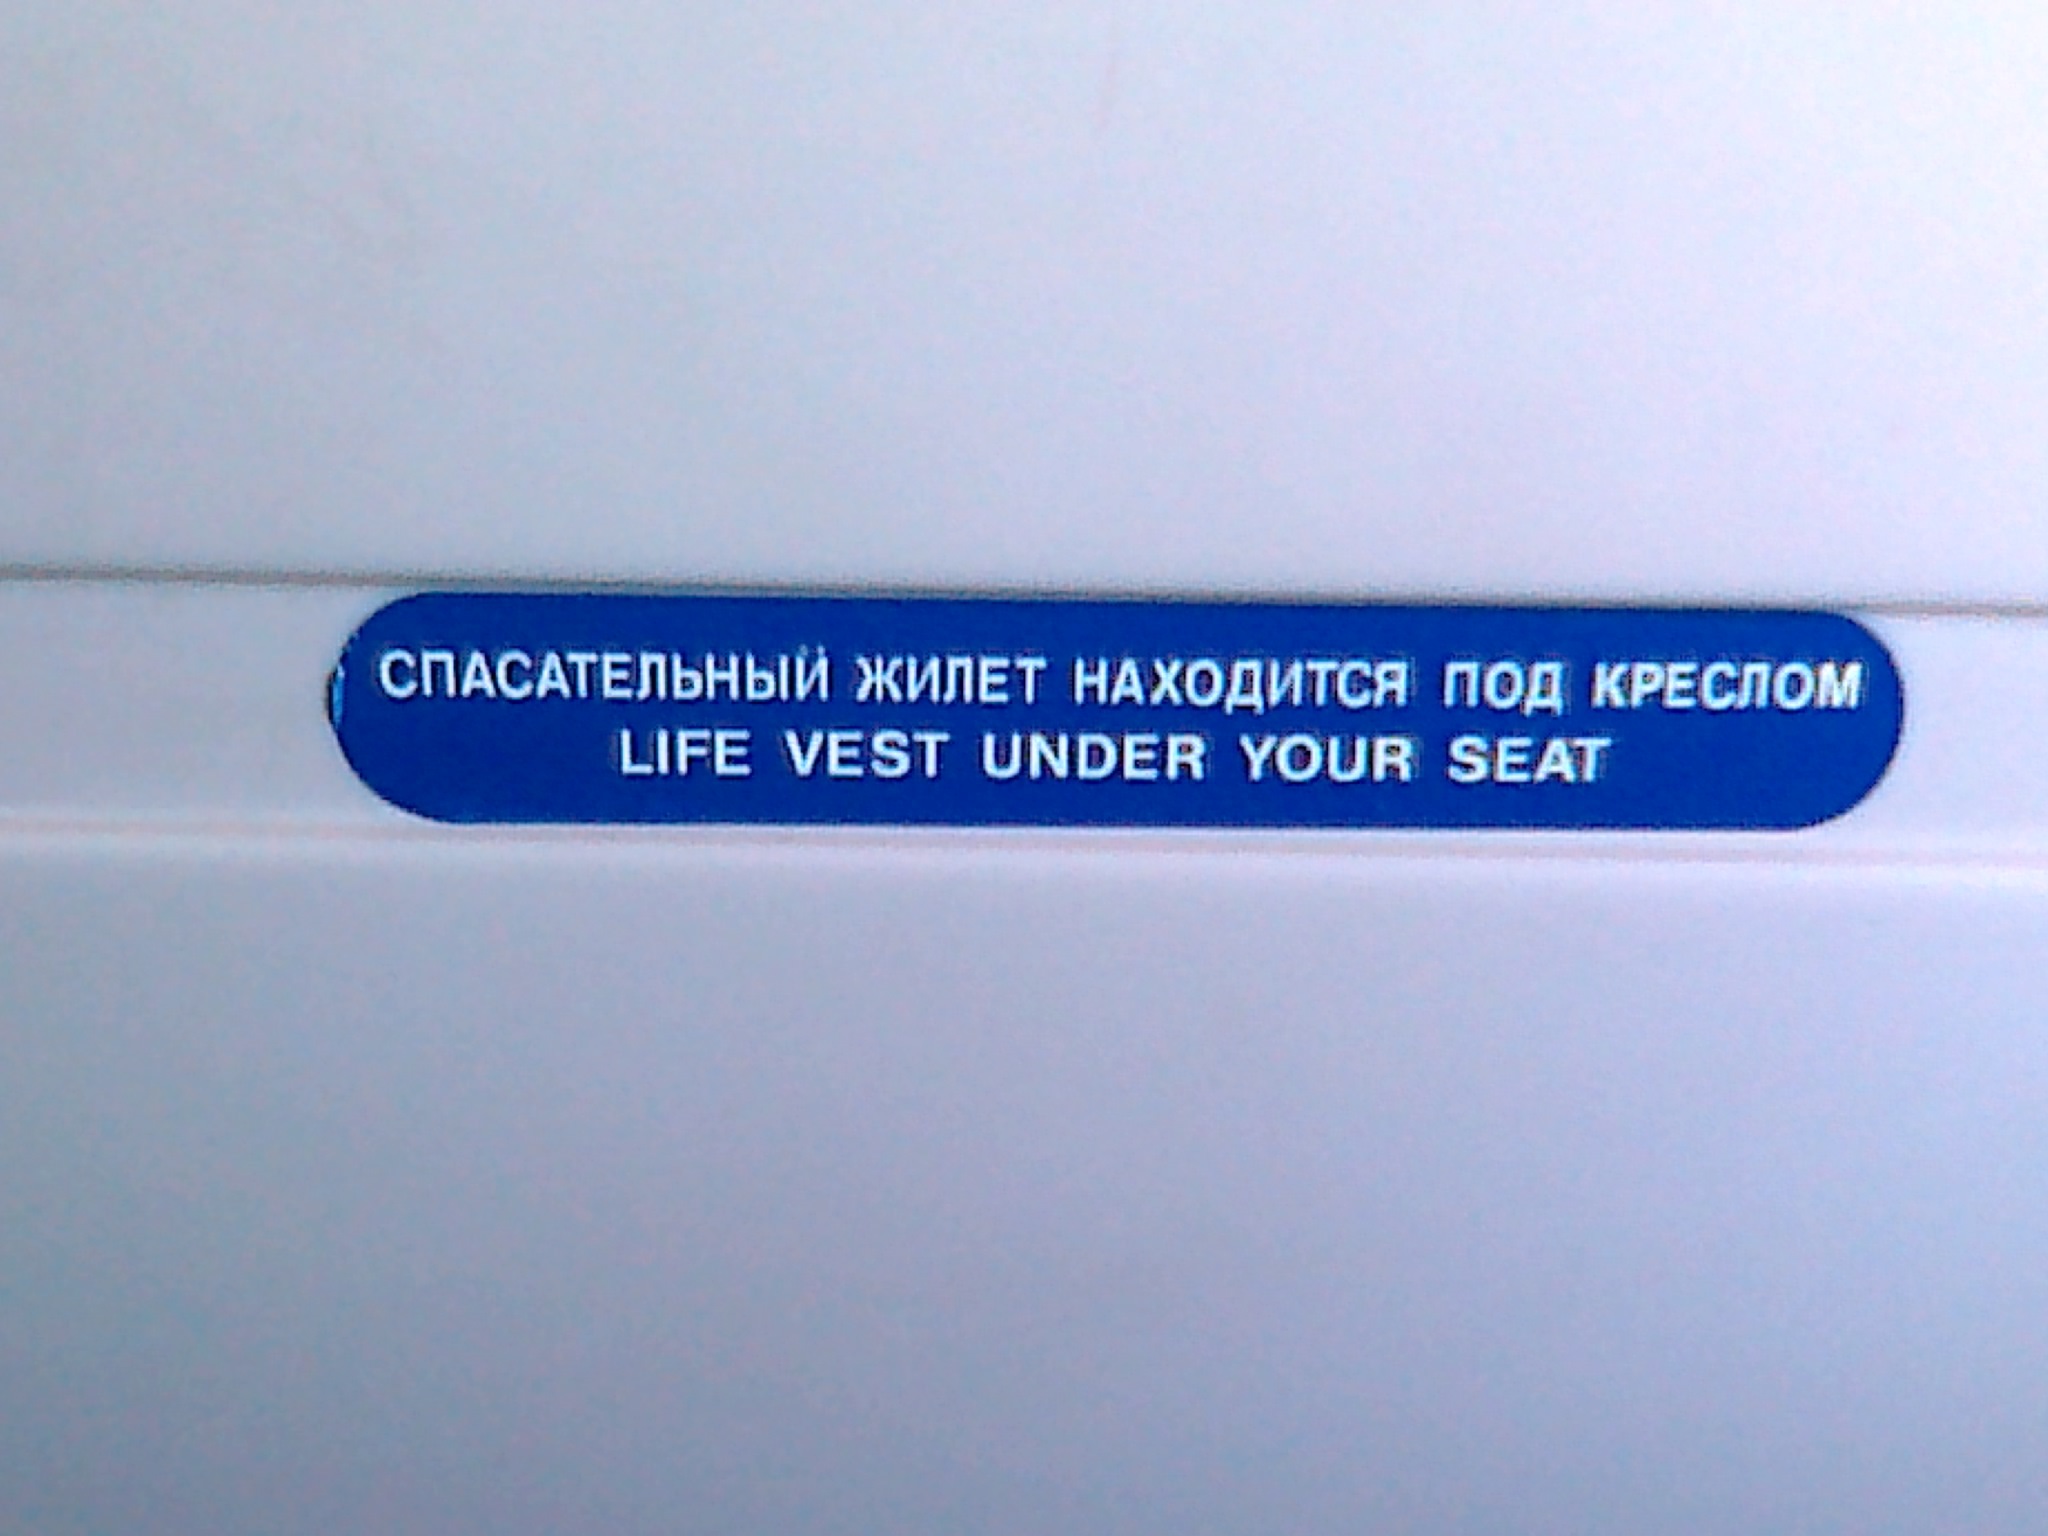 СПАСАТЕЛЬНЫЙ ЖИЛЕТ НАХОДИТСЯ ПОД КРЕСЛОМ
LIFE VEST UNDER YOUR SEAT